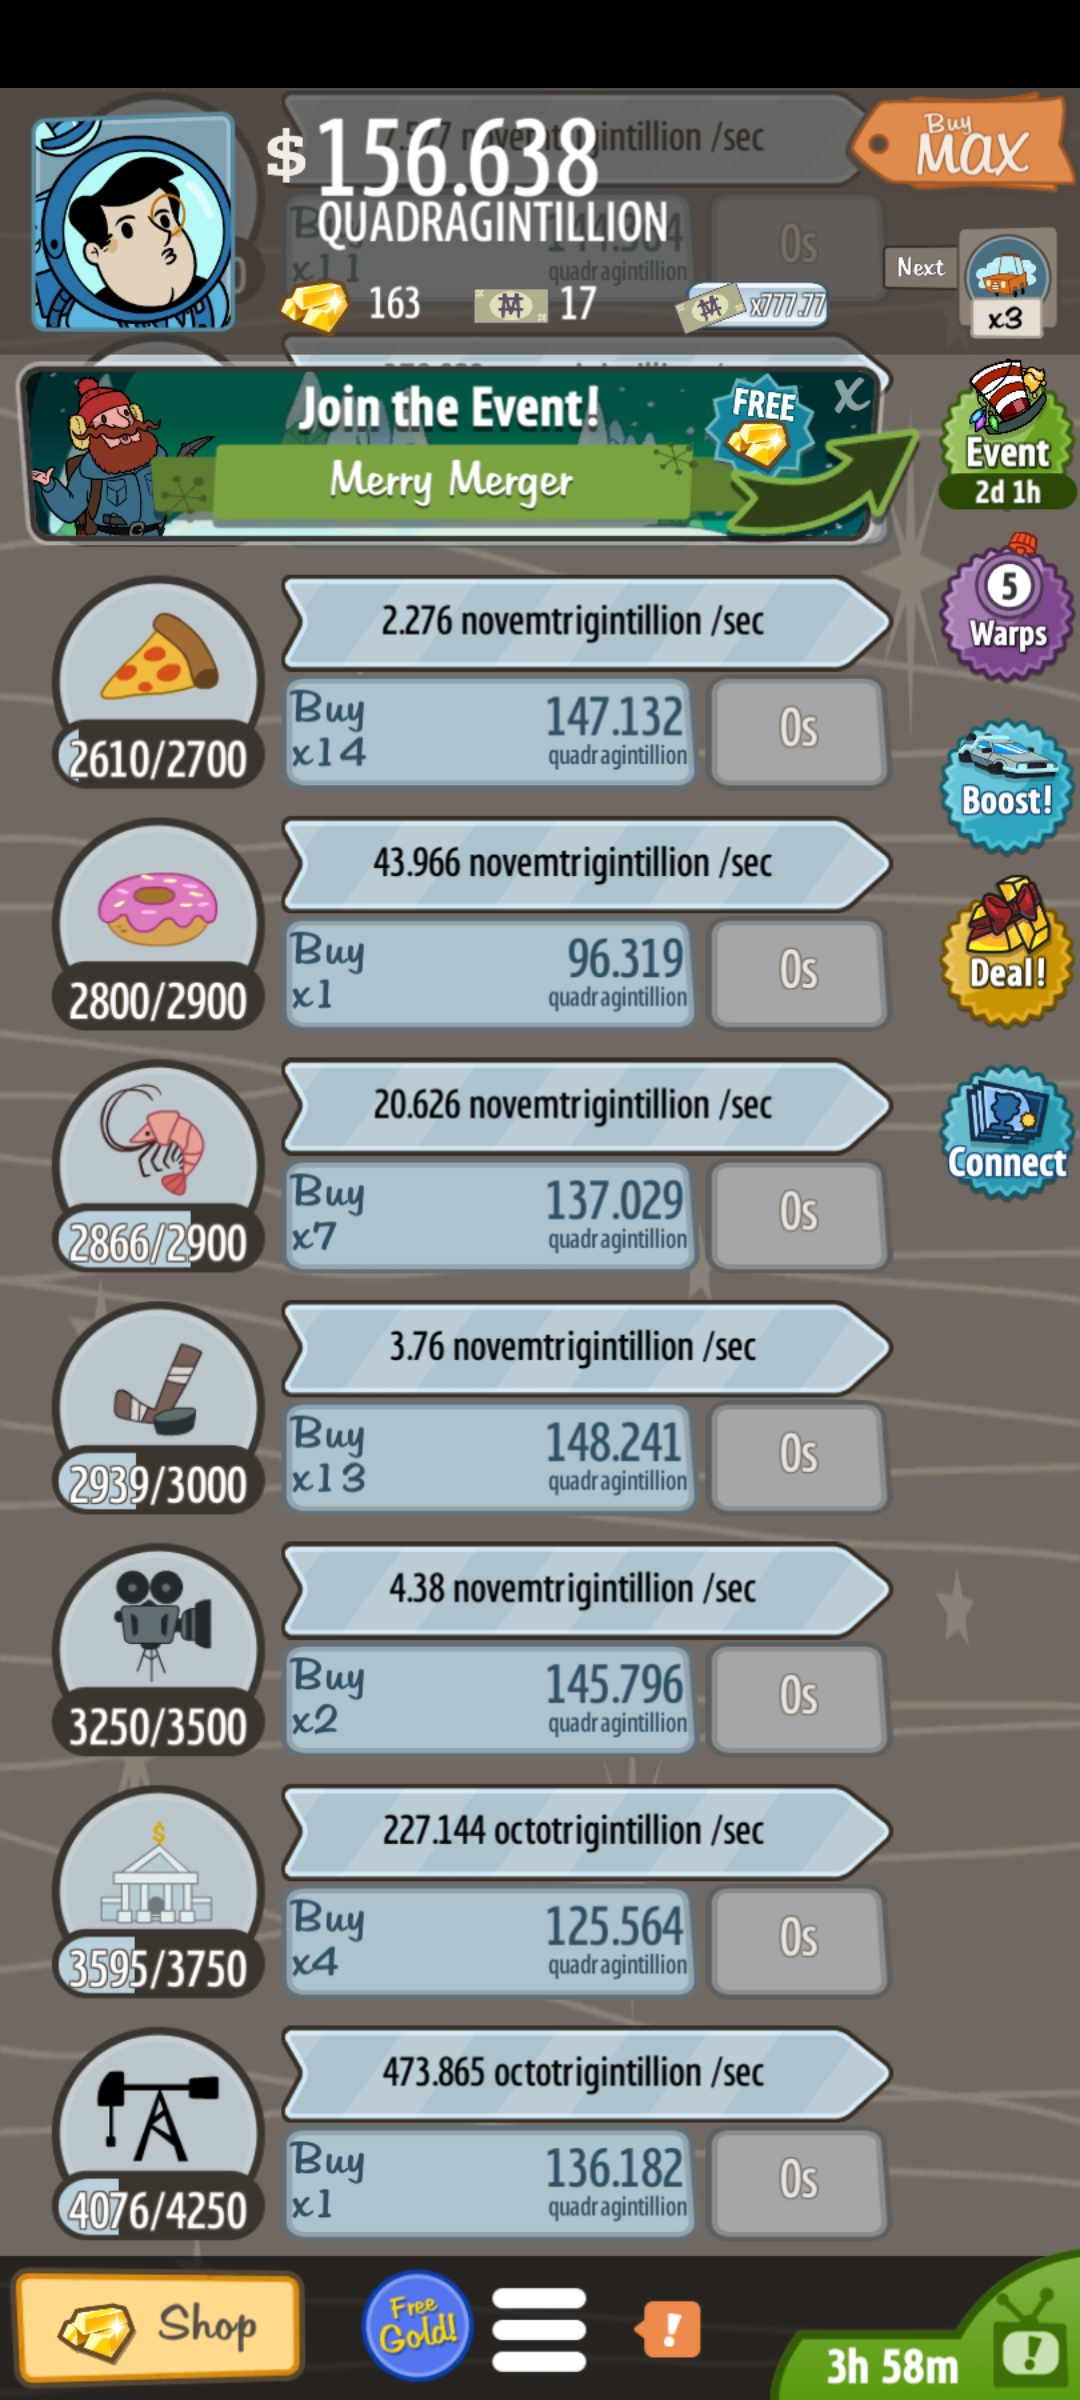 $156.638
QUADRAGINTILLION
Buy
MAX
/sec
x11
quadragintillion
0s
163
17
x777.77
Next
x3
Join the Event!
FREE
X
Merry Merger
Event
2d 1h
2.276 novemtrigintillion /sec
5
Warps
Buy
x14
147.132
quadragintillion
0s
2610/2700
Boost!
43.966 novemtrigintillion /sec
Buy
x1
96.319
quadragintillion
0s
2800/2900
Deal!
20.626 novemtrigintillion /sec
Connect
Buy
x7
137.029
quadragintillion
0s
2866/2900
3.76 novemtrigintillion /sec
Buy
x13
148.241
quadragintillion
0s
2939/3000
4.38 novemtrigintillion /sec
Buy
x2
145.796
quadragintillion
0s
3250/3500
$
227.144 octotrigintillion /sec
Buy
x4
125.564
quadragintillion
0s
3595/3750
473.865 octotrigintillion /sec
Buy
x1
136.182
quadragintillion
0s
4076/4250
Shop
Free
Gold!
!
3h 58m
!